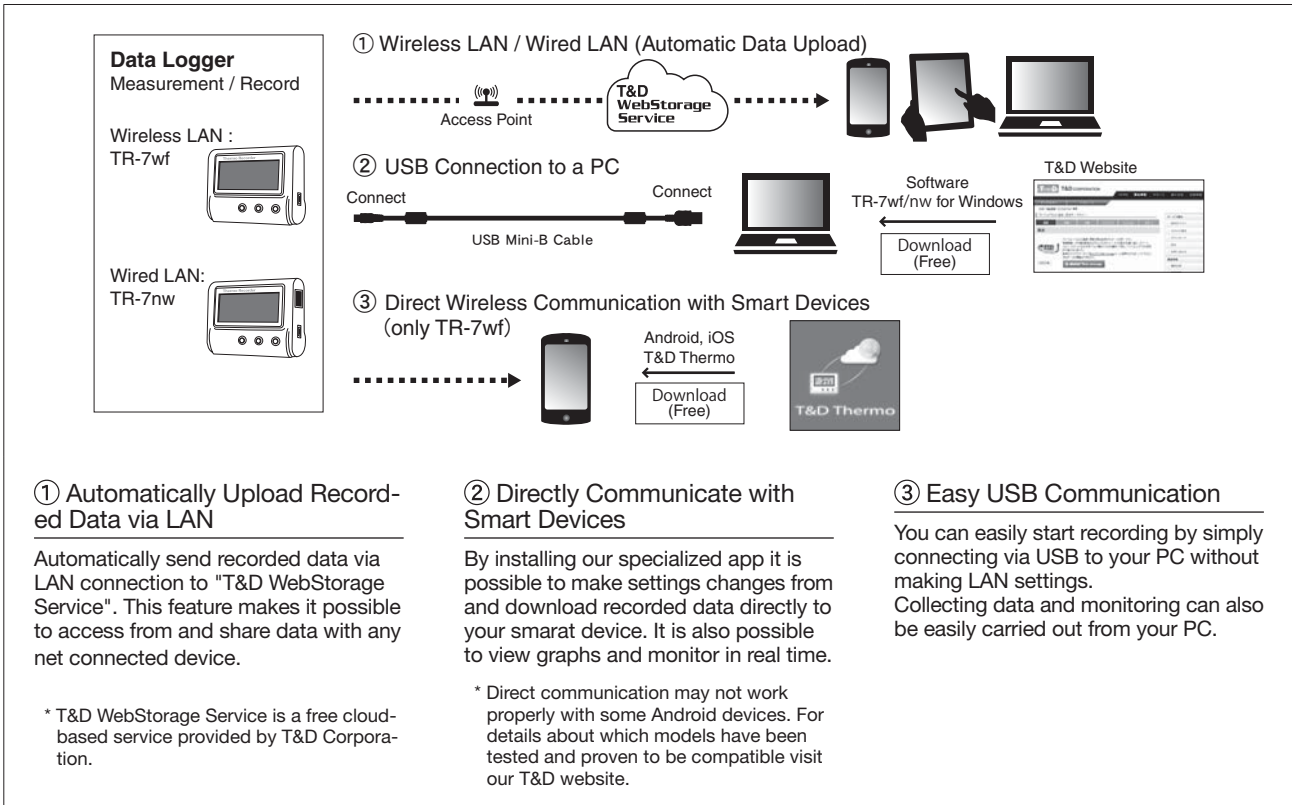 Data Logger
Measurement / Record
Wireless LAN :
TR-7wf
Wired LAN:
TR-7nw
① Wireless LAN / Wired LAN (Automatic Data Upload)
Access Point
T&D
WebStorage
Service
② USB Connection to a PC
Connect
Connect
USB Mini-B Cable
Software
TR-7wf/nw for Windows
Download
(Free)
T&D Website
③ Direct Wireless Communication with Smart Devices
(only TR-7wf)
Android, iOS
T&D Thermo
Download
(Free)
T&D Thermo
① Automatically Upload Record-
ed Data via LAN
Automatically send recorded data via
LAN connection to "T&D WebStorage
Service". This feature makes it possible
to access from and share data with any
net connected device.
* T&D WebStorage Service is a free cloud-
based service provided by T&D Corpora-
tion.
② Directly Communicate with
Smart Devices
By installing our specialized app it is
possible to make settings changes from
and download recorded data directly to
your smarat device. It is also possible
to view graphs and monitor in real time.
* Direct communication may not work
properly with some Android devices. For
details about which models have been
tested and proven to be compatible visit
our T&D website.
③ Easy USB Communication
You can easily start recording by simply
connecting via USB to your PC without
making LAN settings.
Collecting data and monitoring can also
be easily carried out from your PC.